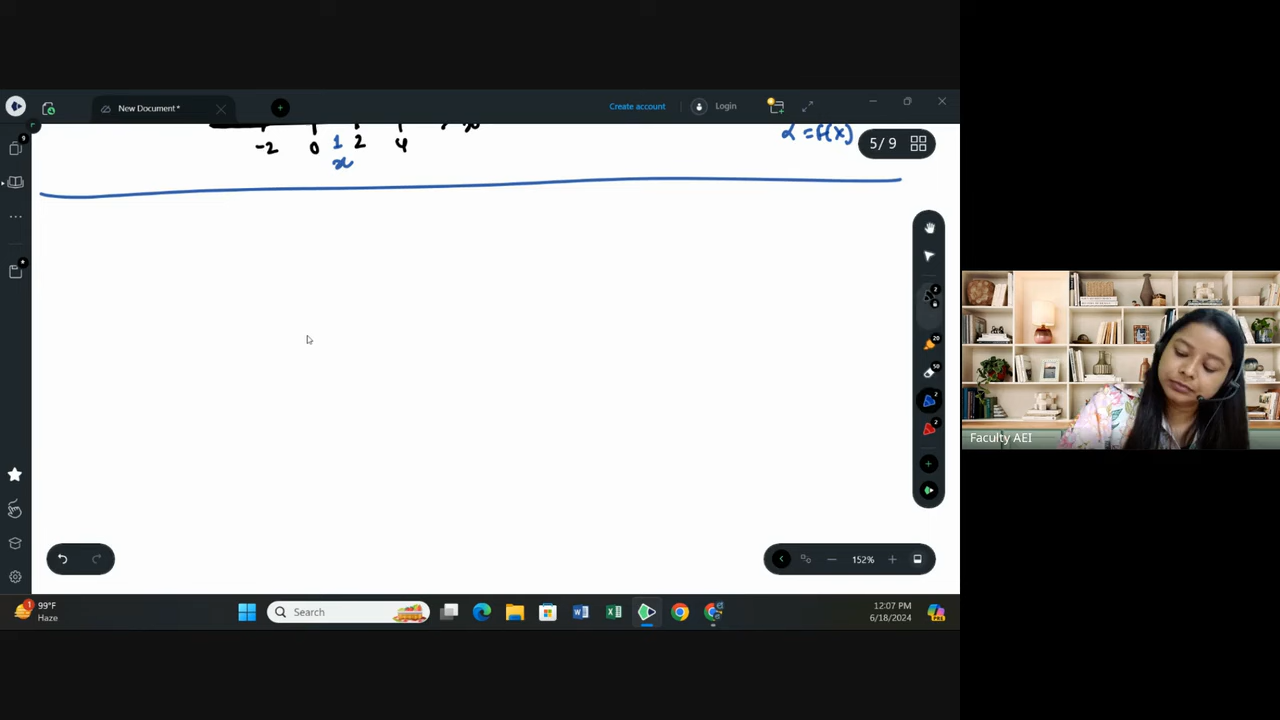 New Document*
Create account
Login
α = f(x)
5/9
-2 0 1 2 4
x
152%
99°F
Haze
Search
12:07 PM
6/18/2024
Faculty AEI